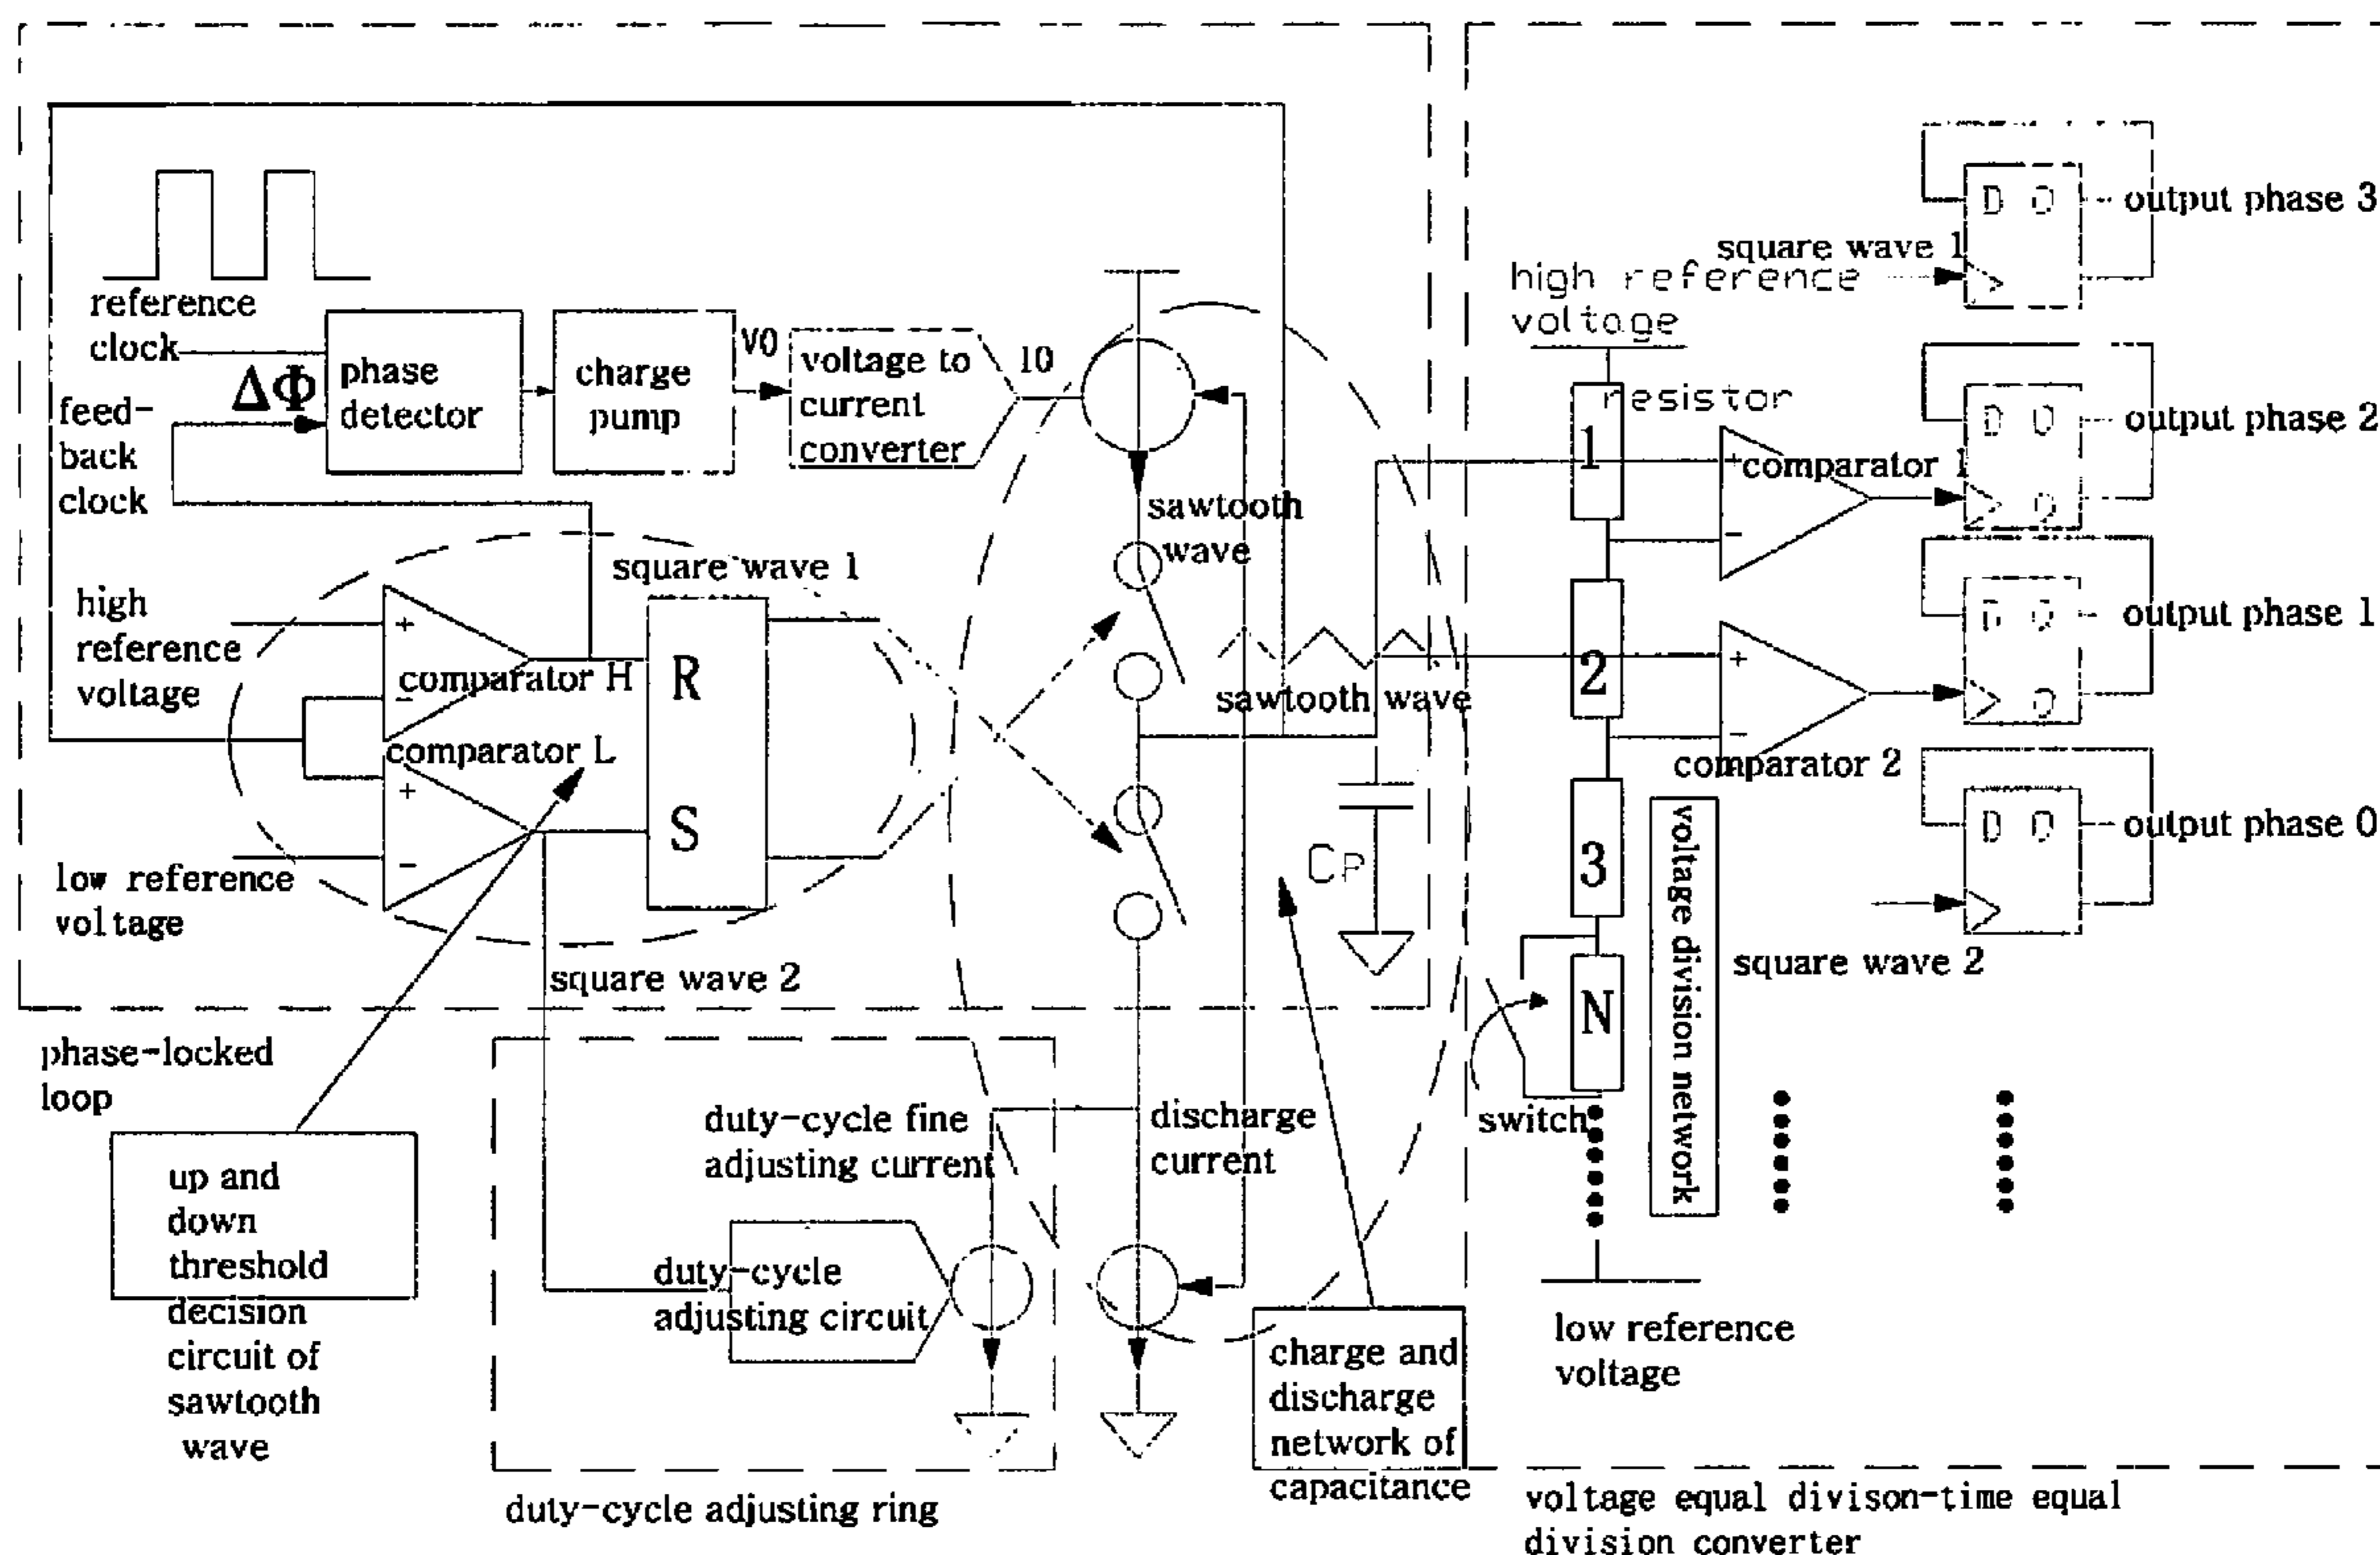 reference
clock
ΔΦ
feed-
back
clock
phase
detector
charge
pump
V0
voltage to
current
converter
I0
sawtooth
wave
square wave 1
high
reference
voltage
+
comparator H
−
comparator L
+
−
low reference
voltage
R
S
square wave 2
sawtooth wave
CP
phase-locked
loop
up and
down
threshold
decision
circuit of
sawtooth
wave
duty-cycle fine
adjusting current
discharge
current
duty-cycle
adjusting circuit
duty-cycle adjusting ring
charge and
discharge
network of
capacitance
high reference
voltage
resistor
1
2
3
N
switch
voltage division network
low reference
voltage
+
comparator 1
−
+
−
comparator 2
square wave 1
D Q
output phase 3
D Q
Q
output phase 2
D Q
Q
output phase 1
D Q
output phase 0
square wave 2
voltage equal divison-time equal
division converter